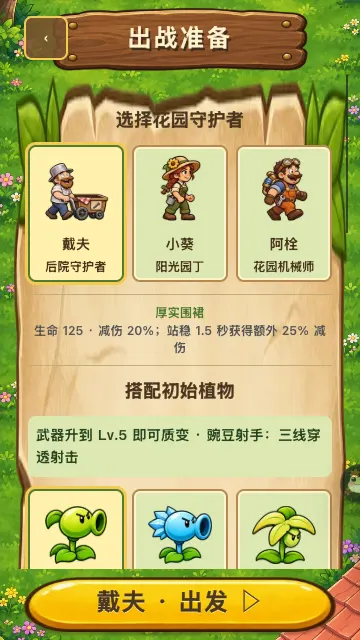 出战准备
选择花园守护者
戴夫
后院守护者
小葵
阳光园丁
阿栓
花园机械师
厚实围裙
生命 125 · 减伤 20%；站稳 1.5 秒获得额外 25% 减
伤
搭配初始植物
武器升到 Lv.5 即可质变 · 豌豆射手：三线穿
透射击
戴夫 · 出发 ▷